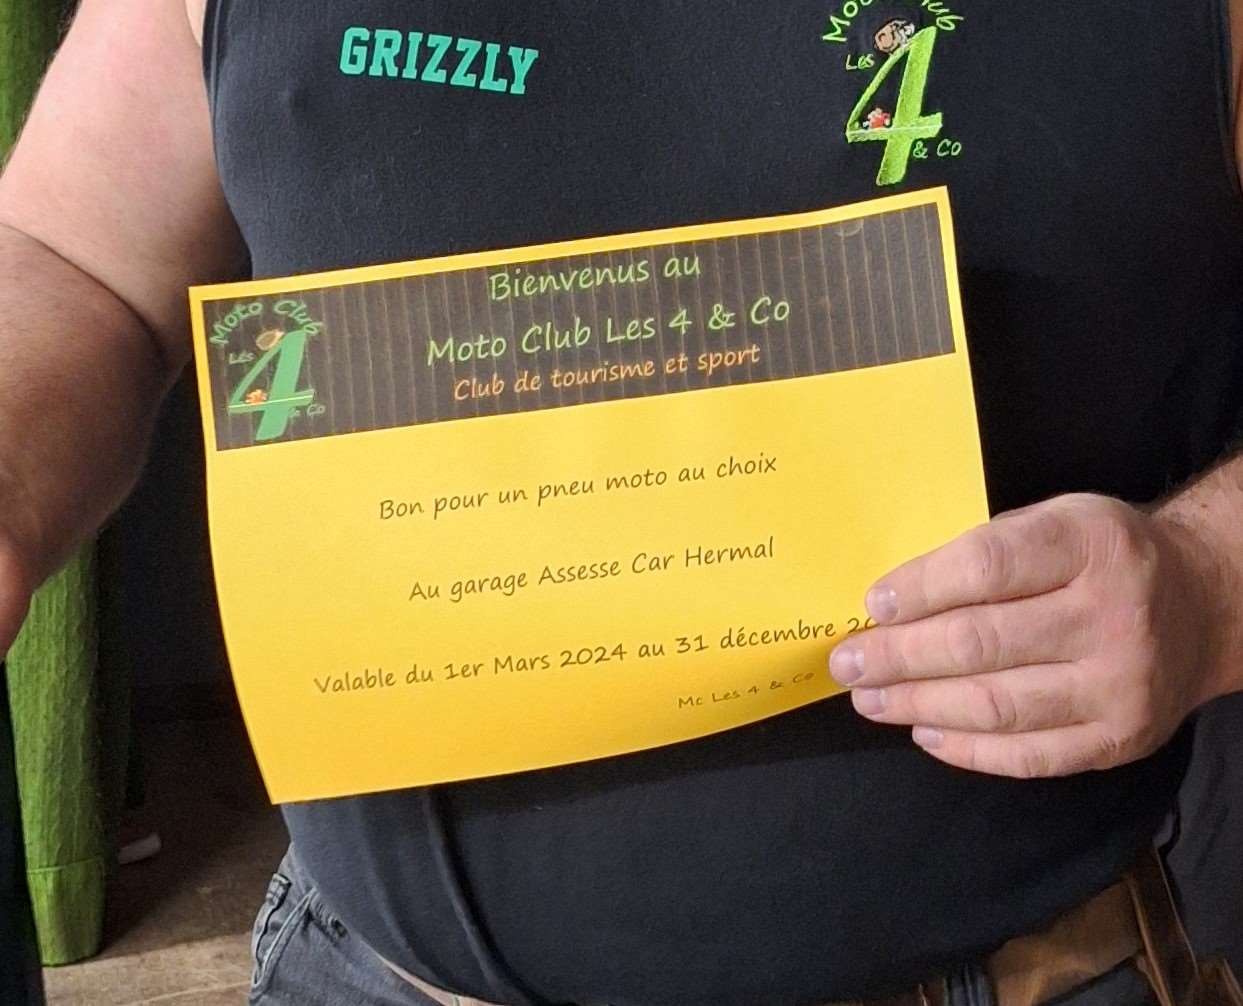 GRIZZLY
Les
4
& Co
Bienvenus au
Moto Club Les 4 & Co
Club de tourisme et sport
Moto Club
Les
4
& Co
Bon pour un pneu moto au choix
Au garage Assesse Car Hermal
Valable du 1er Mars 2024 au 31 décembre
Mc Les 4 & Co